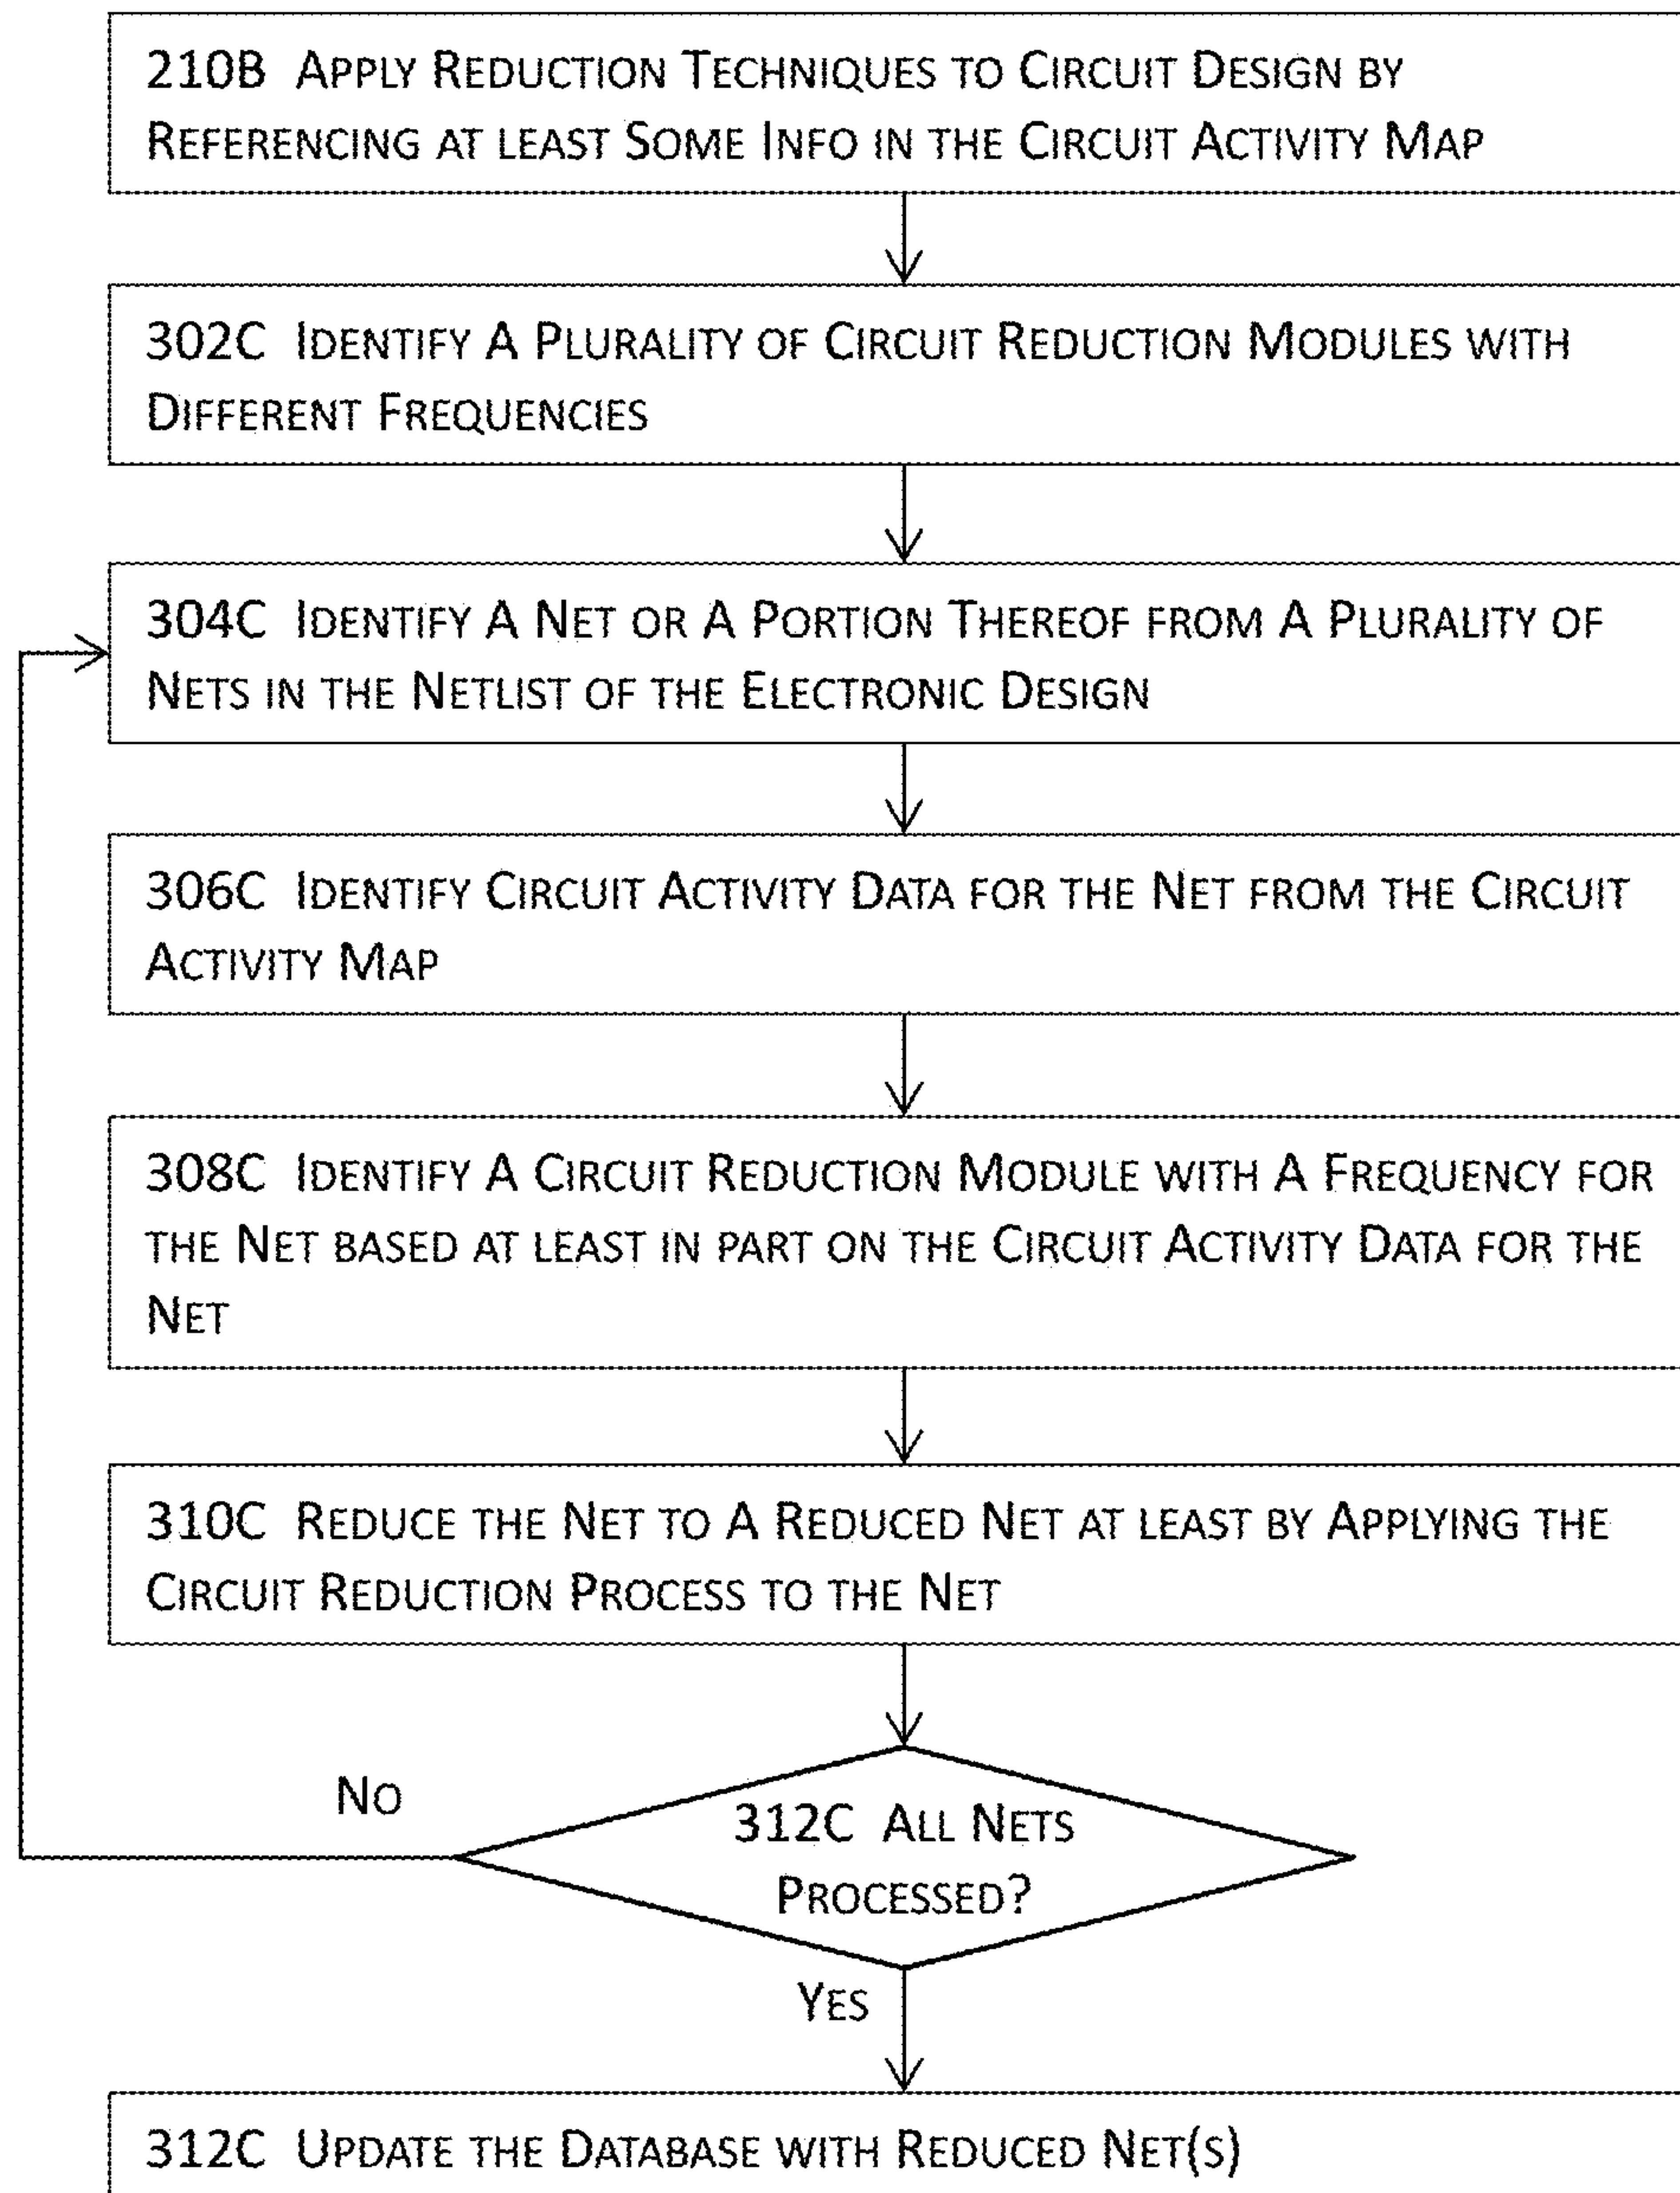 210B Apply Reduction Techniques to Circuit Design by
Referencing at least Some Info in the Circuit Activity Map
302C Identify A Plurality of Circuit Reduction Modules with
Different Frequencies
304C Identify A Net or A Portion Thereof from A Plurality of
Nets in the Netlist of the Electronic Design
306C Identify Circuit Activity Data for the Net from the Circuit
Activity Map
308C Identify A Circuit Reduction Module with A Frequency for
the Net based at least in part on the Circuit Activity Data for the
Net
310C Reduce the Net to A Reduced Net at least by Applying the
Circuit Reduction Process to the Net
No
312C All Nets
Processed?
Yes
312C Update the Database with Reduced Net(s)